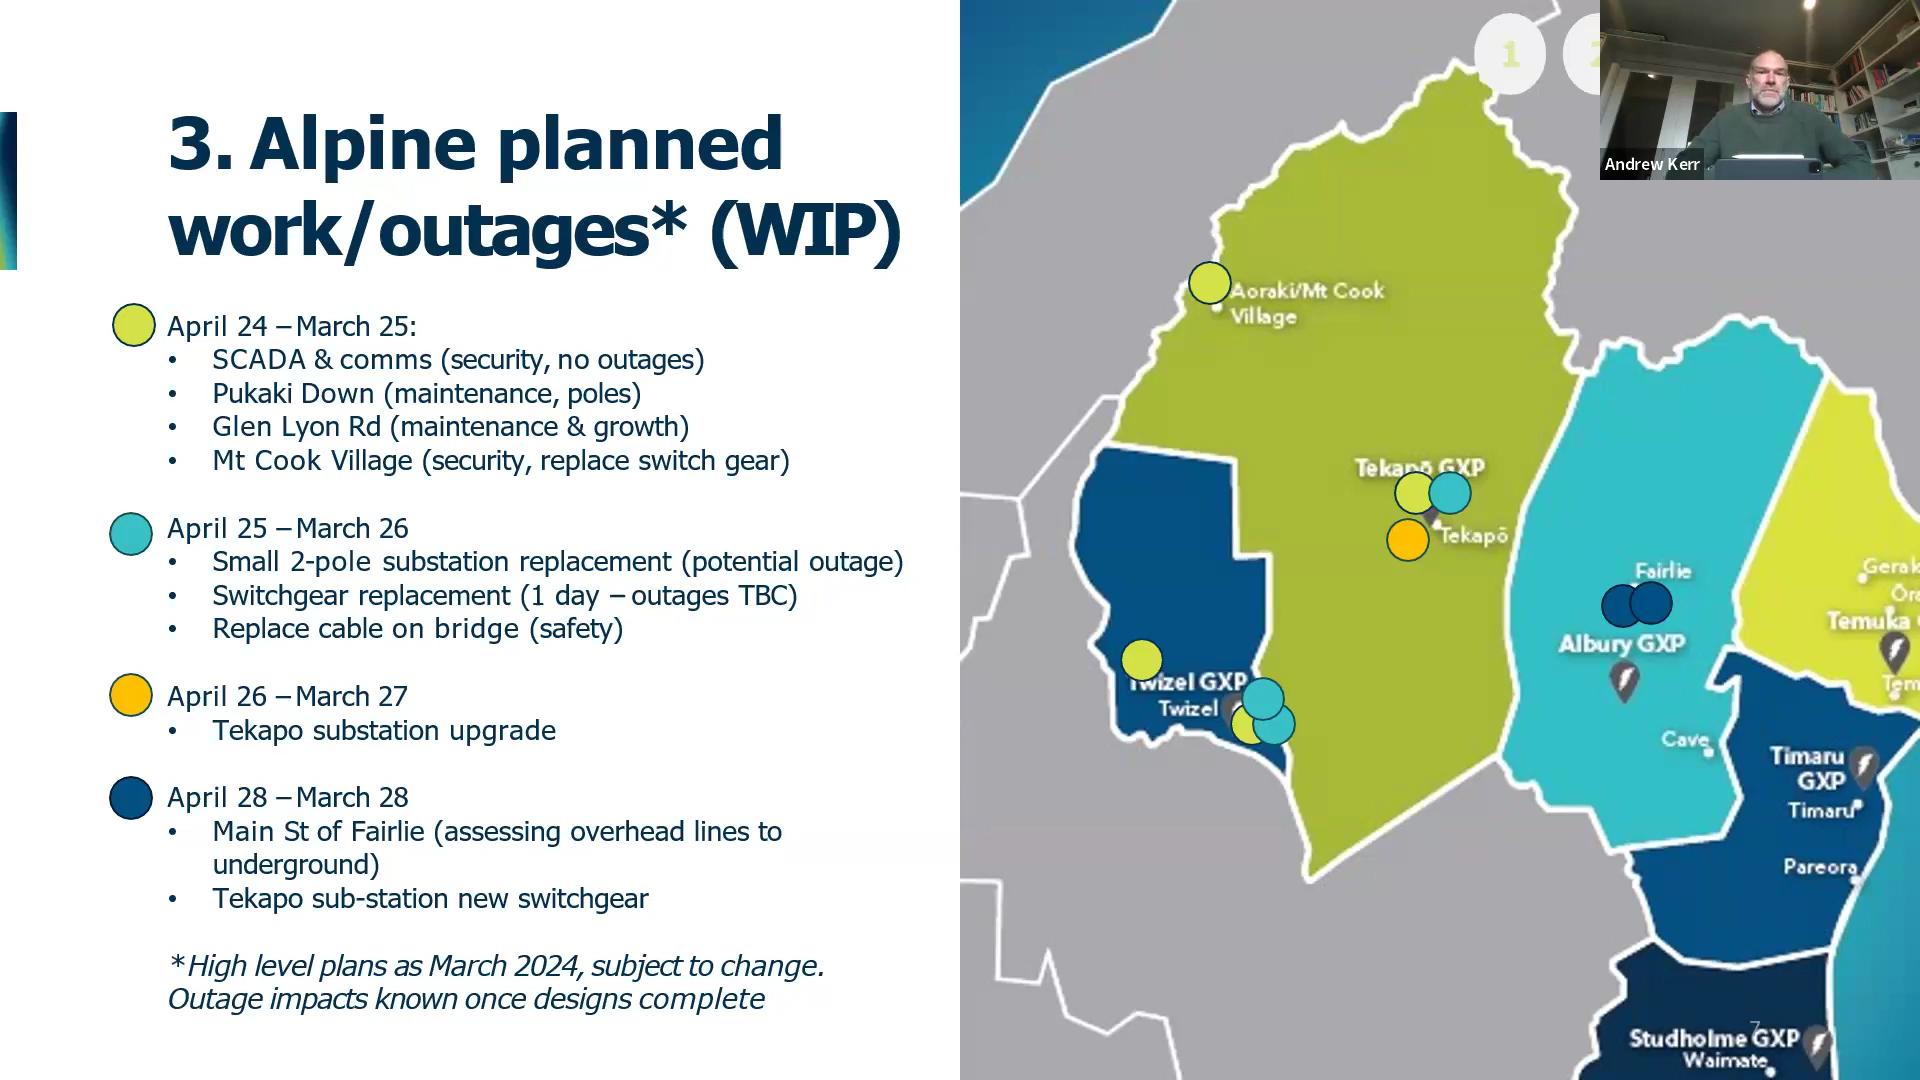 3. Alpine planned
work/outages* (WIP)
April 24 – March 25:
• SCADA & comms (security, no outages)
• Pukaki Down (maintenance, poles)
• Glen Lyon Rd (maintenance & growth)
• Mt Cook Village (security, replace switch gear)
April 25 – March 26
• Small 2-pole substation replacement (potential outage)
• Switchgear replacement (1 day – outages TBC)
• Replace cable on bridge (safety)
April 26 – March 27
• Tekapo substation upgrade
April 28 – March 28
• Main St of Fairlie (assessing overhead lines to
underground)
• Tekapo sub-station new switchgear
*High level plans as March 2024, subject to change.
Outage impacts known once designs complete
1
Andrew Kerr
Aoraki/Mt Cook
Village
Tekapō GXP
Tekapō
Fairlie
Albury GXP
Cave
Twizel GXP
Twizel
Temuka
Timaru
GXP
Timaru
Pareora
7
Studholme GXP
Waimate